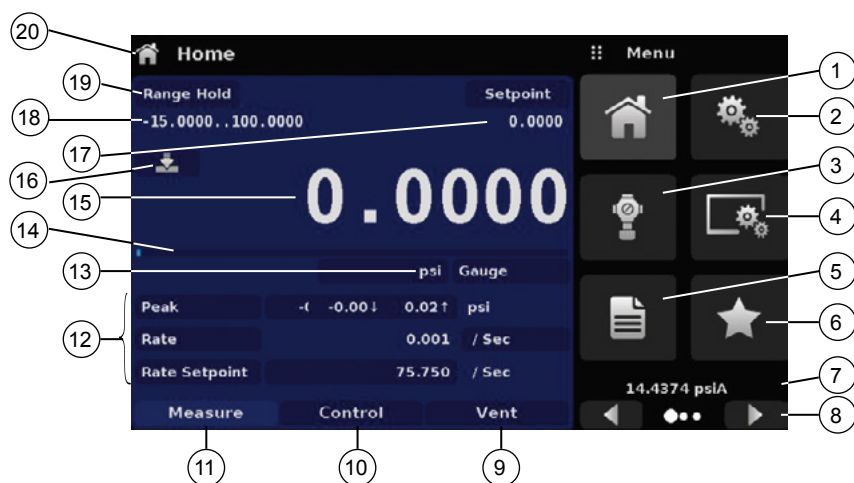 20
Home
Menu
19
Range Hold
Setpoint
1
18
-15.0000..100.0000
0.0000
2
17
16
3
15
0.0000
4
14
13
psi Gauge
5
Peak -( -0.00↓ 0.02↑ psi
6
12
Rate 0.001 / Sec
Rate Setpoint 75.750 / Sec
7
14.4374 psiA
Measure Control Vent
8
11 10 9